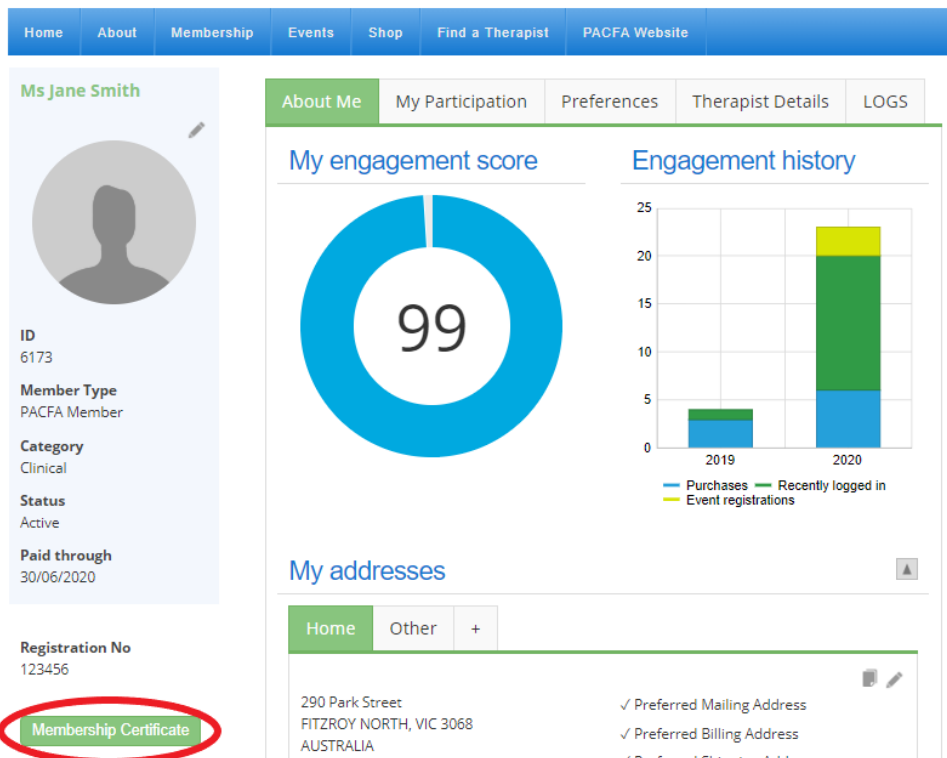 Home About Membership Events Shop Find a Therapist PACFA Website
Ms Jane Smith
ID
6173
Member Type
PACFA Member
Category
Clinical
Status
Active
Paid through
30/06/2020
Registration No
123456
Membership Certificate
About Me My Participation Preferences Therapist Details LOGS
My engagement score
99
Engagement history
25
20
15
10
5
0
2019 2020
Purchases Recently logged in
Event registrations
My addresses
Home Other +
290 Park Street
FITZROY NORTH, VIC 3068
AUSTRALIA
✓ Preferred Mailing Address
✓ Preferred Billing Address